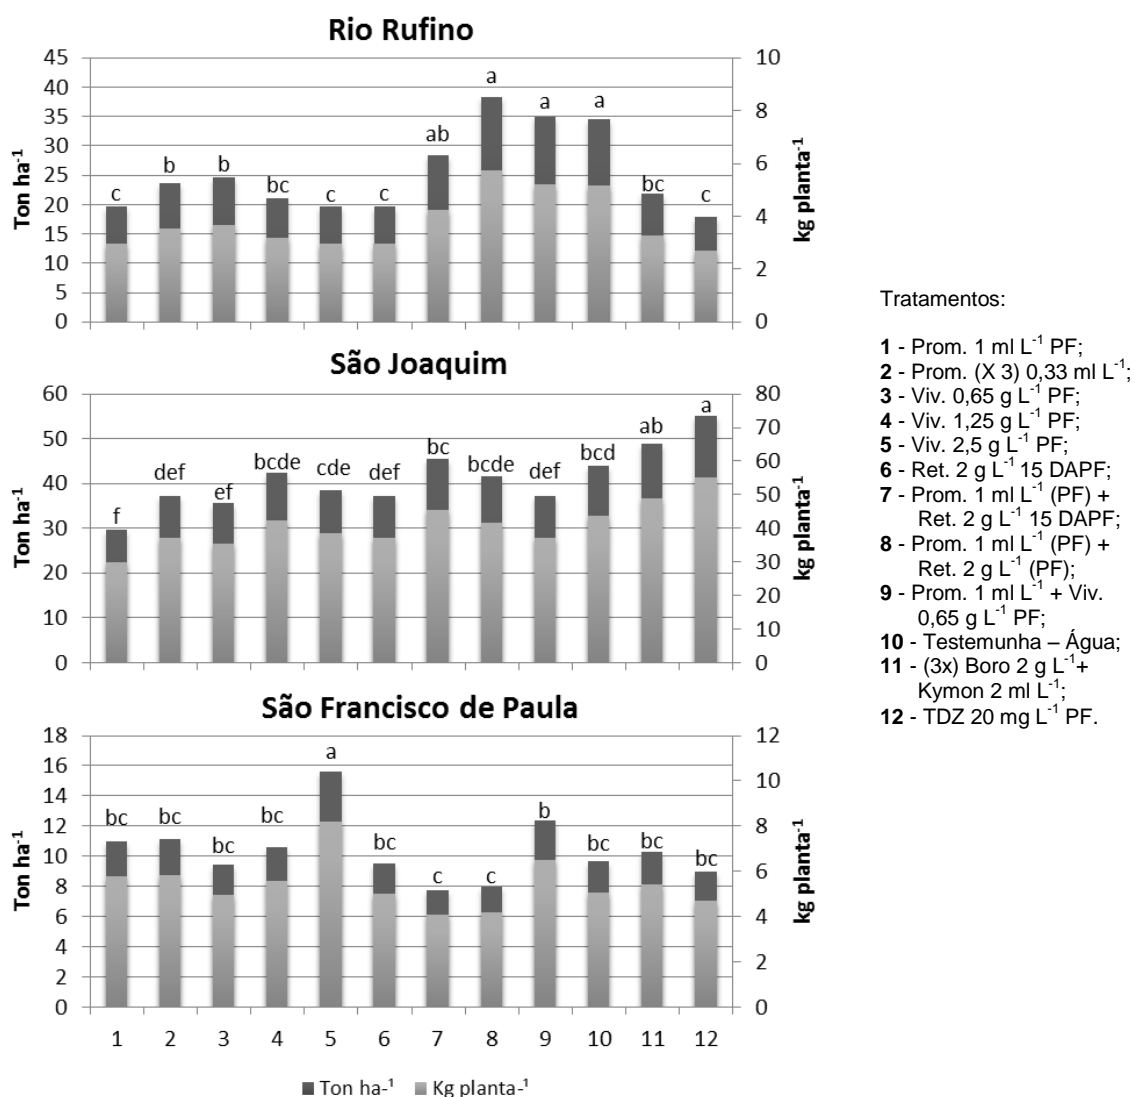 Rio Rufino
45
40
35
30
25
20
15
10
5
0
Ton ha⁻¹
10
8
6
4
2
0
kg planta⁻¹
c b b bc c c ab a a a bc c
São Joaquim
60
50
40
30
20
10
0
Ton ha⁻¹
80
70
60
50
40
30
20
10
0
kg planta⁻¹
f def ef bcde cde def bc bcde def bcd ab a
São Francisco de Paula
18
16
14
12
10
8
6
4
2
0
Ton ha⁻¹
12
10
8
6
4
2
0
kg planta⁻¹
bc bc bc bc a bc c c b bc bc bc
1 2 3 4 5 6 7 8 9 10 11 12
Ton ha-¹ Kg planta-¹
Tratamentos:
1 - Prom. 1 ml L⁻¹ PF;
2 - Prom. (X 3) 0,33 ml L⁻¹;
3 - Viv. 0,65 g L⁻¹ PF;
4 - Viv. 1,25 g L⁻¹ PF;
5 - Viv. 2,5 g L⁻¹ PF;
6 - Ret. 2 g L⁻¹ 15 DAPF;
7 - Prom. 1 ml L⁻¹ (PF) +
Ret. 2 g L⁻¹ 15 DAPF;
8 - Prom. 1 ml L⁻¹ (PF) +
Ret. 2 g L⁻¹ (PF);
9 - Prom. 1 ml L⁻¹ + Viv.
0,65 g L⁻¹ PF;
10 - Testemunha – Água;
11 - (3x) Boro 2 g L⁻¹+
Kymon 2 ml L⁻¹;
12 - TDZ 20 mg L⁻¹ PF.